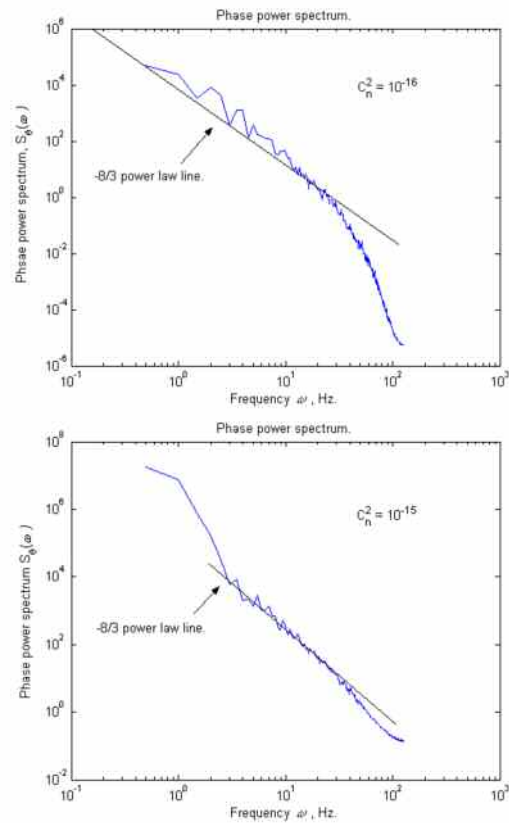 Phase power spectrum.
10^6
C_n^2 = 10^-16
10^4
Phsae power spectrum, S_θ(ω)
10^2
-8/3 power law line.
10^0
10^-2
10^-4
10^-6
10^-1 10^0 10^1 10^2 10^3
Frequency ω , Hz.
Phase power spectrum.
10^8
C_n^2 = 10^-15
10^6
Phase power spectrum S_θ(ω)
10^4
-8/3 power law line.
10^2
10^0
10^-2
10^-1 10^0 10^1 10^2 10^3
Frequency ω , Hz.